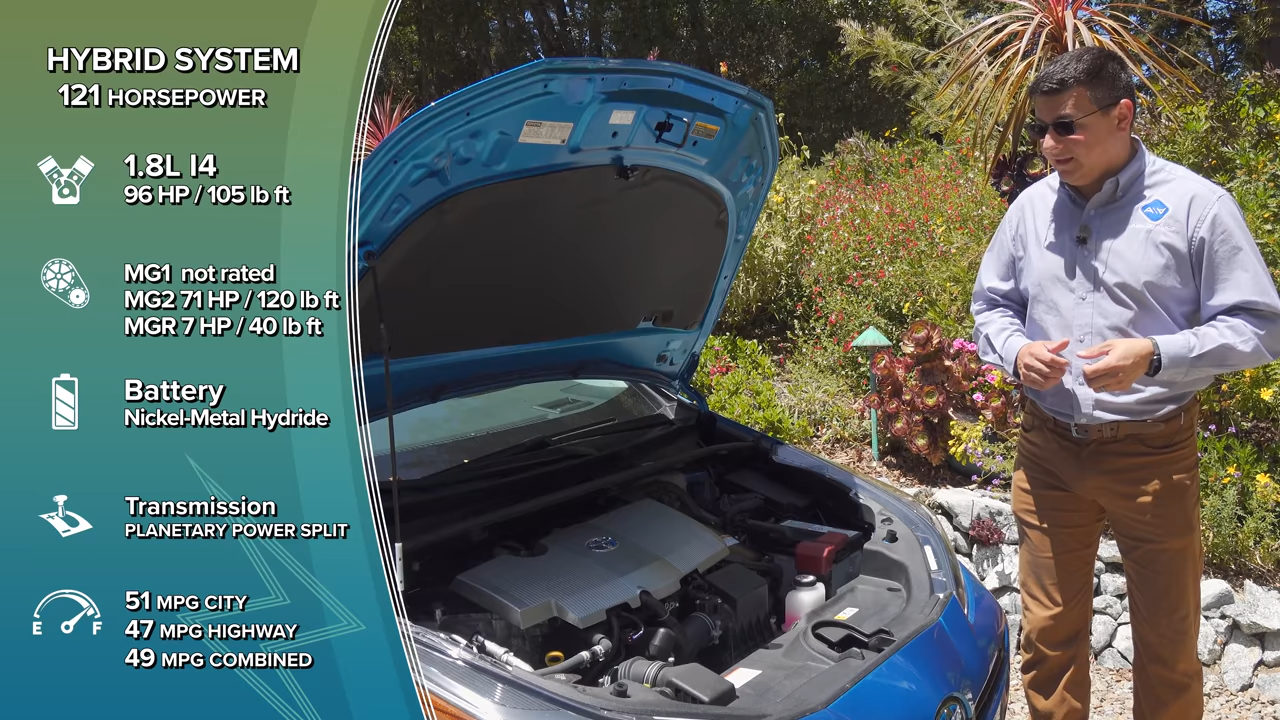 HYBRID SYSTEM
121 HORSEPOWER
1.8L I4
96 HP / 105 lb ft
MG1 not rated
MG2 71 HP / 120 lb ft
MGR 7 HP / 40 lb ft
Battery
Nickel-Metal Hydride
Transmission
PLANETARY POWER SPLIT
E F
51 MPG CITY
47 MPG HIGHWAY
49 MPG COMBINED